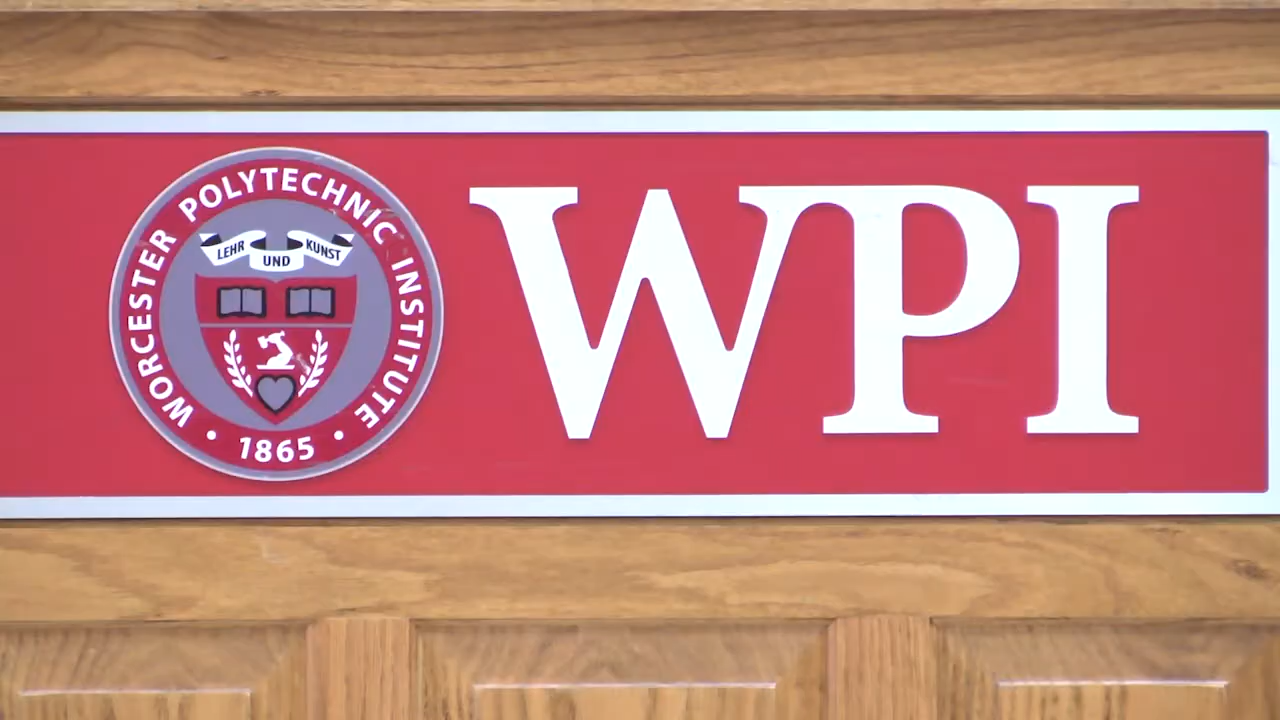 WORCESTER POLYTECHNIC INSTITUTE
LEHR UND KUNST
• 1865 •
WPI